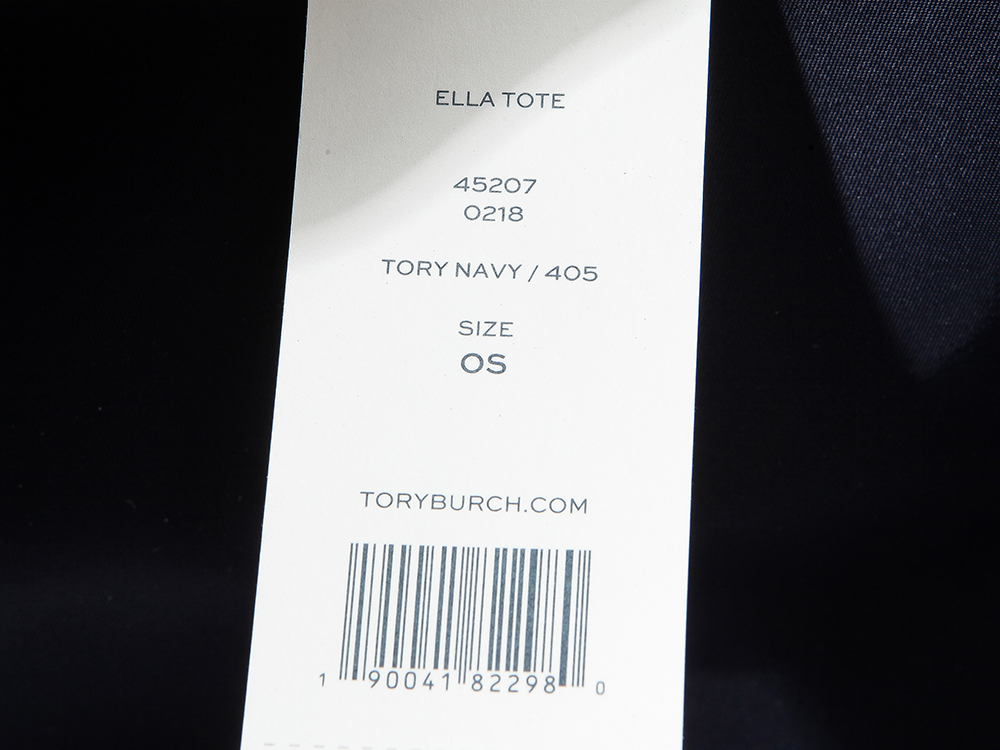 ELLA TOTE
45207
0218
TORY NAVY / 405
SIZE
OS
TORYBURCH.COM
1 90041 82298 0